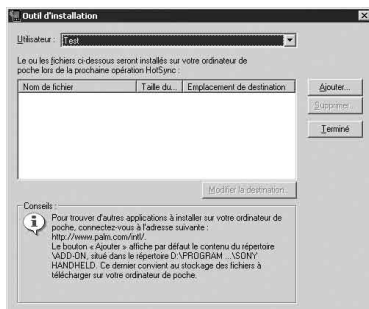 Outil d'installation
Utilisateur : Test
Le ou les fichiers ci-dessous seront installés sur votre ordinateur de
poche lors de la prochaine opération HotSync :
Nom de fichier Taille du... Emplacement de destination
Ajouter...
Supprimer...
Terminé
Modifier la destination...
Conseils :
Pour trouver d'autres applications à installer sur votre ordinateur de
poche, connectez-vous à l'adresse suivante :
http://www.palm.com/intl/.
Le bouton « Ajouter » affiche par défaut le contenu du répertoire
\ADD-ON, situé dans le répertoire D:\PROGRAM ...\SONY
HANDHELD. Ce dernier convient au stockage des fichiers à
télécharger sur votre ordinateur de poche.